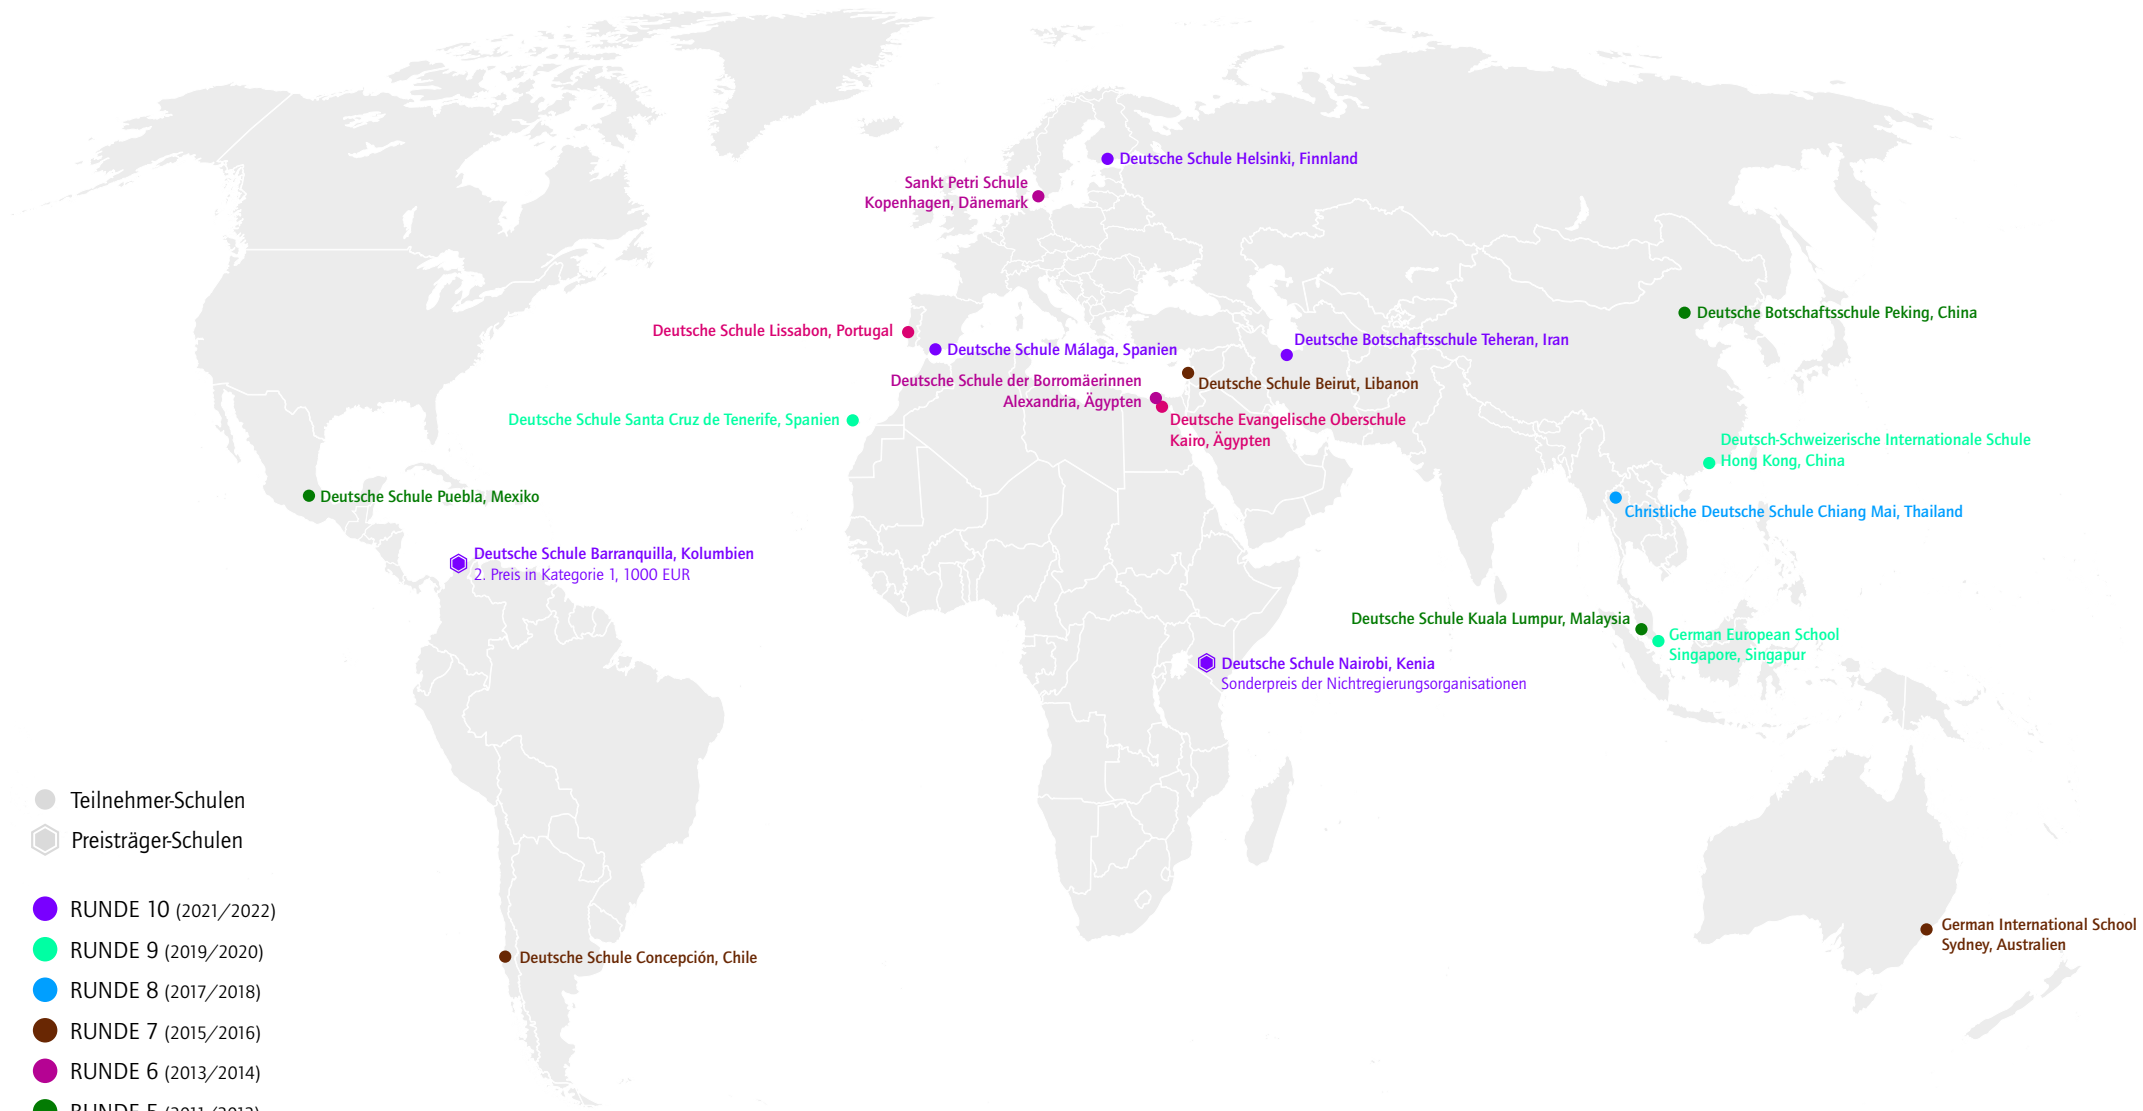 Deutsche Schule Helsinki, Finnland
Sankt Petri Schule
Kopenhagen, Dänemark
Deutsche Botschaftsschule Peking, China
Deutsche Schule Lissabon, Portugal
Deutsche Botschaftsschule Teheran, Iran
Deutsche Schule Málaga, Spanien
Deutsche Schule der Borromäerinnen
Alexandria, Ägypten
Deutsche Schule Beirut, Libanon
Deutsche Schule Santa Cruz de Tenerife, Spanien
Deutsche Evangelische Oberschule
Kairo, Ägypten
Deutsch-Schweizerische Internationale Schule
Hong Kong, China
Deutsche Schule Puebla, Mexiko
Christliche Deutsche Schule Chiang Mai, Thailand
Deutsche Schule Barranquilla, Kolumbien
2. Preis in Kategorie 1, 1000 EUR
Deutsche Schule Kuala Lumpur, Malaysia
German European School
Singapore, Singapur
Deutsche Schule Nairobi, Kenia
Sonderpreis der Nichtregierungsorganisationen
Teilnehmer-Schulen
Preisträger-Schulen
RUNDE 10 (2021/2022)
German International School
Sydney, Australien
RUNDE 9 (2019/2020)
Deutsche Schule Concepción, Chile
RUNDE 8 (2017/2018)
RUNDE 7 (2015/2016)
RUNDE 6 (2013/2014)
RUNDE 5 (2011/2012)